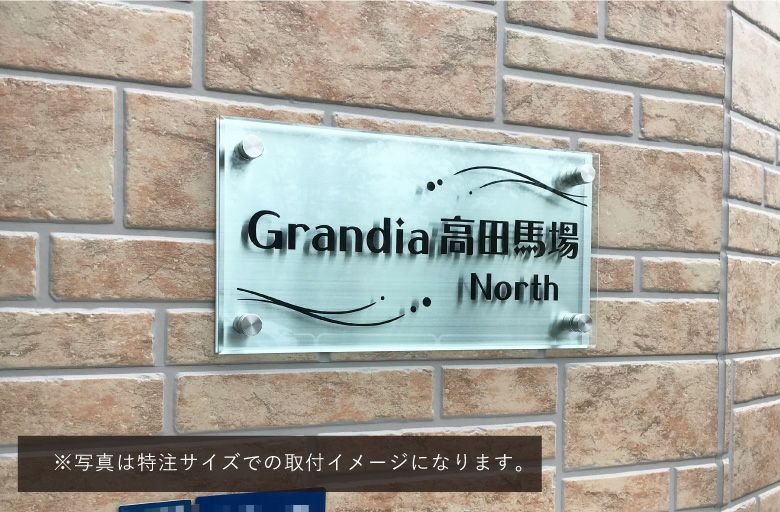 Grandia 高田馬場
North
※写真は特注サイズでの取付イメージになります。